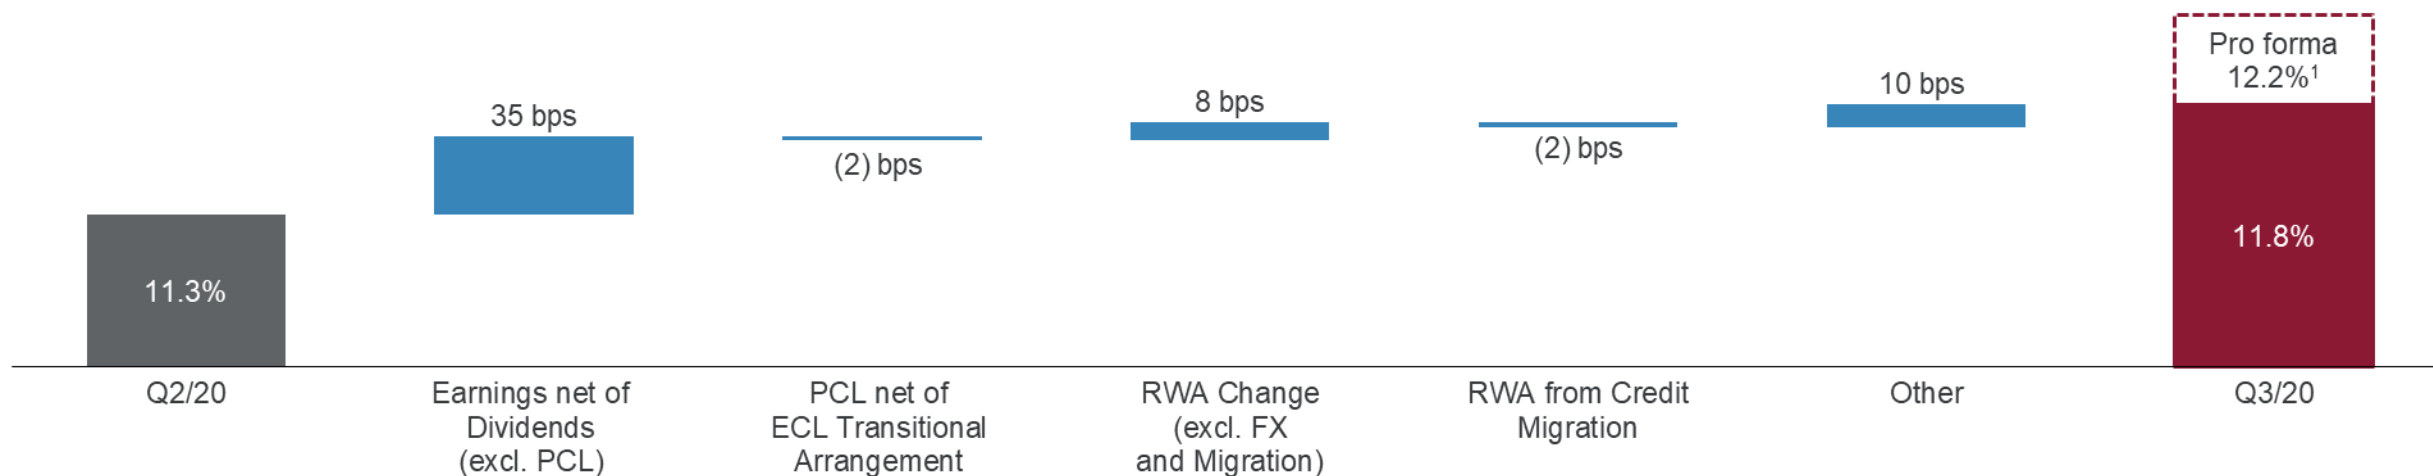 Pro forma
12.2%¹
35 bps
(2) bps
8 bps
(2) bps
10 bps
11.3%
11.8%
Q2/20
Earnings net of
Dividends
(excl. PCL)
PCL net of
ECL Transitional
Arrangement
RWA Change
(excl. FX
and Migration)
RWA from Credit
Migration
Other
Q3/20